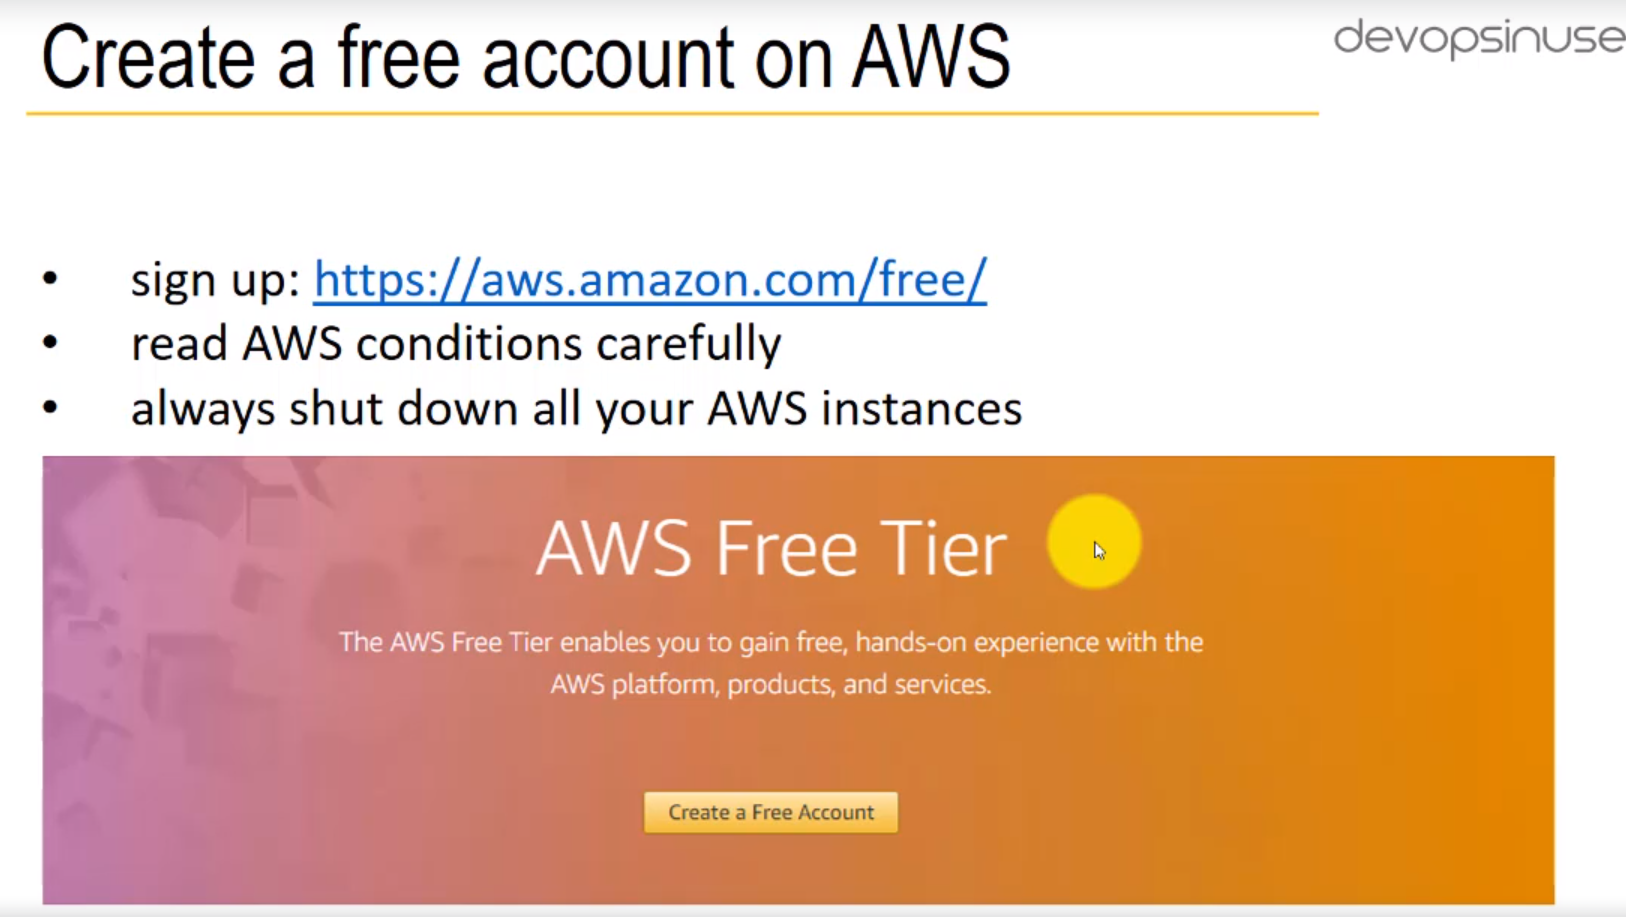 Create a free account on AWS
devopsinuse
• sign up: https://aws.amazon.com/free/
• read AWS conditions carefully
• always shut down all your AWS instances
AWS Free Tier
The AWS Free Tier enables you to gain free, hands-on experience with the
AWS platform, products, and services.
Create a Free Account